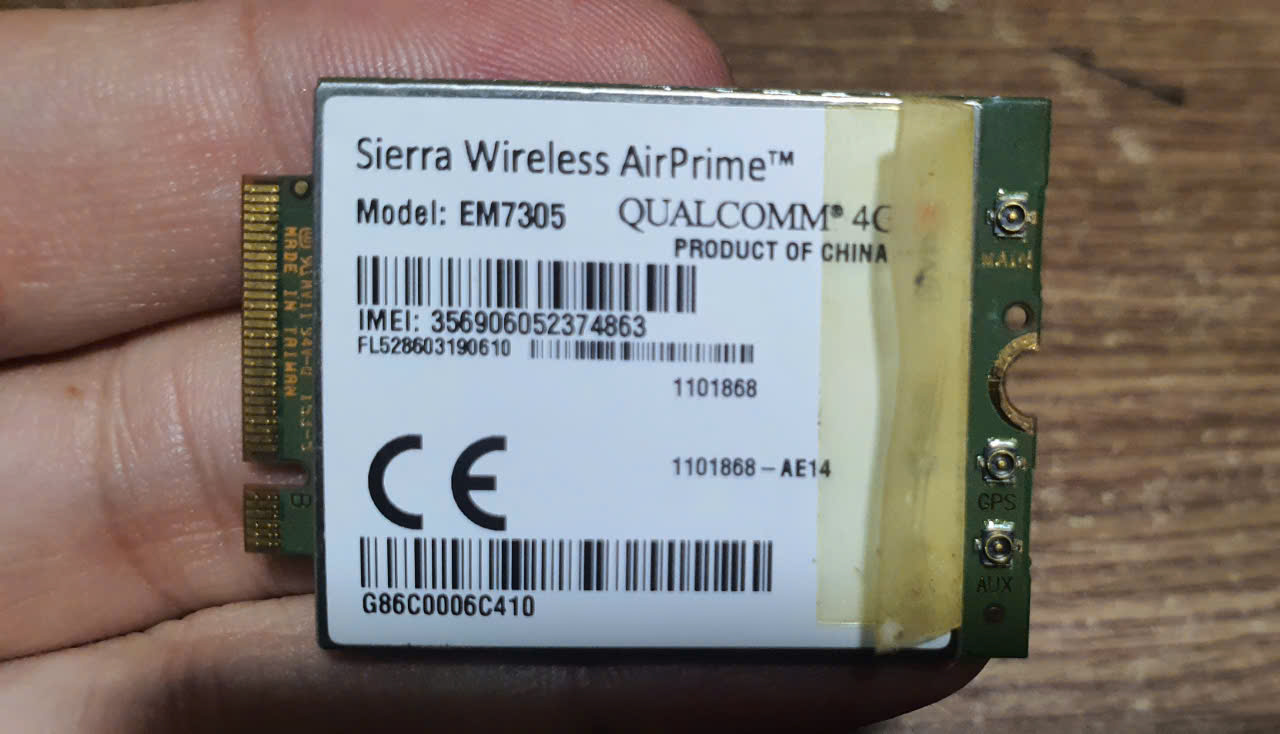 Sierra Wireless AirPrime™
Model: EM7305 QUALCOMM® 4G
PRODUCT OF CHINA
IMEI: 356906052374863
FL528603190610
1101868
1101868-AE14
CE
G86C0006C410
MADE IN TAIWAN
B
MAIN
GPS
AUX